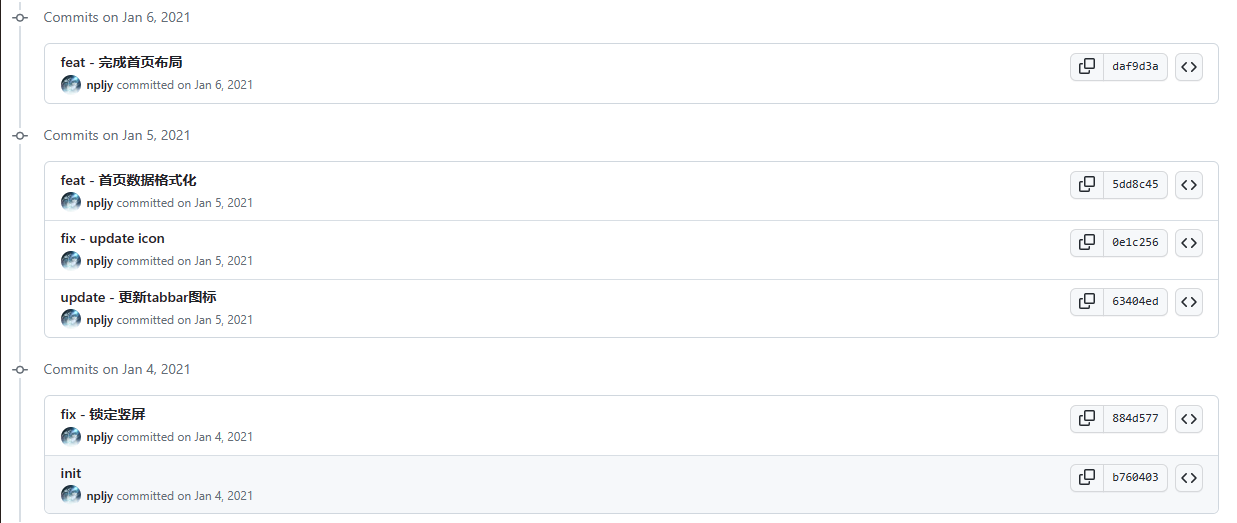 Commits on Jan 6, 2021
feat - 完成首页布局
daf9d3a
npljy committed on Jan 6, 2021
Commits on Jan 5, 2021
feat - 首页数据格式化
5dd8c45
npljy committed on Jan 5, 2021
fix - update icon
0e1c256
npljy committed on Jan 5, 2021
update - 更新tabbar图标
63404ed
npljy committed on Jan 5, 2021
Commits on Jan 4, 2021
fix - 锁定竖屏
884d577
npljy committed on Jan 4, 2021
init
b760403
npljy committed on Jan 4, 2021